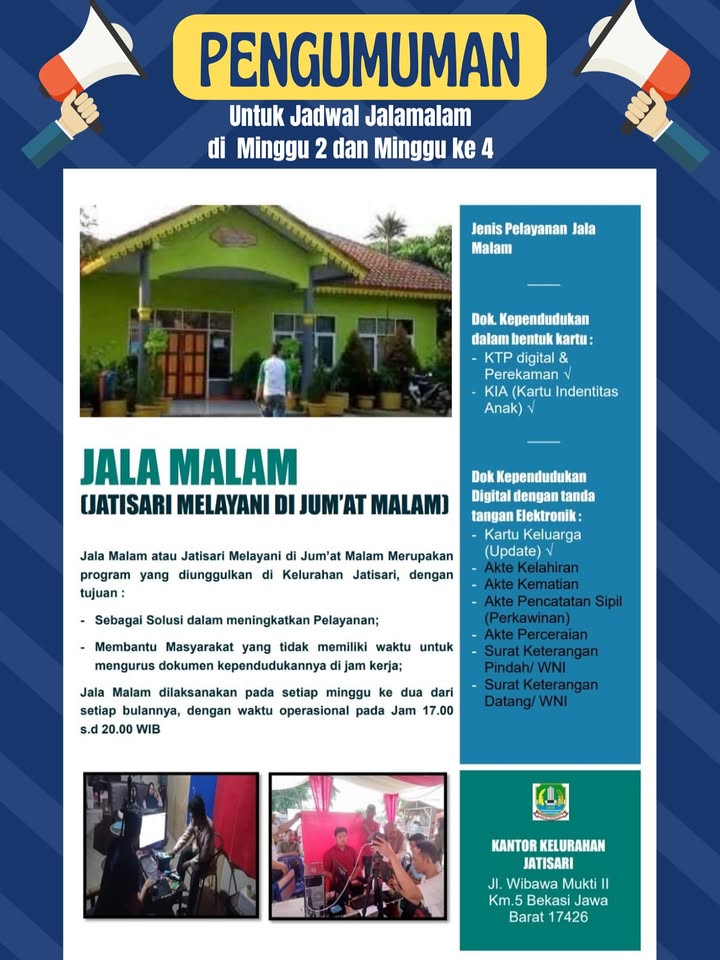 PENGUMUMAN
Untuk Jadwal Jalamalam
di Minggu 2 dan Minggu ke 4
JALA MALAM
(JATISARI MELAYANI DI JUM'AT MALAM)
Jala Malam atau Jatisari Melayani di Jum'at Malam Merupakan
program yang diunggulkan di Kelurahan Jatisari, dengan
tujuan :
- Sebagai Solusi dalam meningkatkan Pelayanan;
- Membantu Masyarakat yang tidak memiliki waktu untuk
mengurus dokumen kependudukannya di jam kerja;
Jala Malam dilaksanakan pada setiap minggu ke dua dari
setiap bulannya, dengan waktu operasional pada Jam 17.00
s.d 20.00 WIB
Jenis Pelayanan Jala
Malam
Dok. Kependudukan
dalam bentuk kartu :
- KTP digital &
Perekaman √
- KIA (Kartu Indentitas
Anak) √
Dok Kependudukan
Digital dengan tanda
tangan Elektronik :
- Kartu Keluarga
(Update) √
- Akte Kelahiran
- Akte Kematian
- Akte Pencatatan Sipil
(Perkawinan)
- Akte Perceraian
- Surat Keterangan
Pindah/ WNI
- Surat Keterangan
Datang/ WNI
KANTOR KELURAHAN
JATISARI
Jl. Wibawa Mukti II
Km.5 Bekasi Jawa
Barat 17426